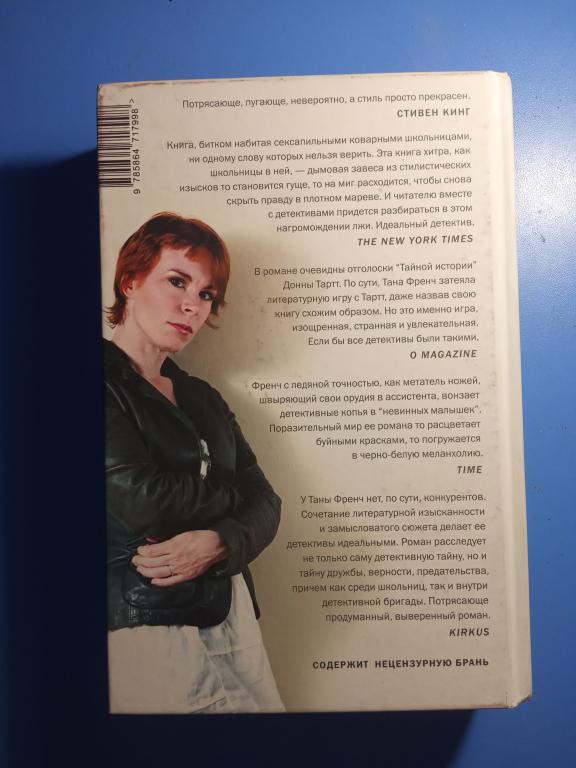 9 785864 717998 >
Потрясающе, пугающе, невероятно, а стиль просто прекрасен.
СТИВЕН КИНГ
Книга, битком набитая сексапильными коварными школьницами,
ни одному слову которых нельзя верить. Эта книга хитра, как
школьницы в ней, — дымовая завеса из стилистических
изысков то становится гуще, то на миг расходится, чтобы снова
скрыть правду в плотном мареве. И читателю вместе
с детективами придется разбираться в этом
нагромождении лжи. Идеальный детектив.
THE NEW YORK TIMES
В романе очевидны отголоски “Тайной истории”
Донны Тартт. По сути, Тана Френч затеяла
литературную игру с Тартт, даже назвав свою
книгу схожим образом. Но это именно игра,
изощренная, странная и увлекательная.
Если бы все детективы были такими.
O MAGAZINE
Френч с ледяной точностью, как метатель ножей,
швыряющий свои орудия в ассистента, вонзает
детективные копья в “невинных малышек”.
Поразительный мир ее романа то расцветает
буйными красками, то погружается
в черно-белую меланхолию.
TIME
У Таны Френч нет, по сути, конкурентов.
Сочетание литературной изысканности
и замысловатого сюжета делает ее
детективы идеальными. Роман расследует
не только саму детективную тайну, но и
тайну дружбы, верности, предательства,
причем как среди школьниц, так и внутри
детективной бригады. Потрясающе
продуманный, выверенный роман.
KIRKUS
СОДЕРЖИТ НЕЦЕНЗУРНУЮ БРАНЬ